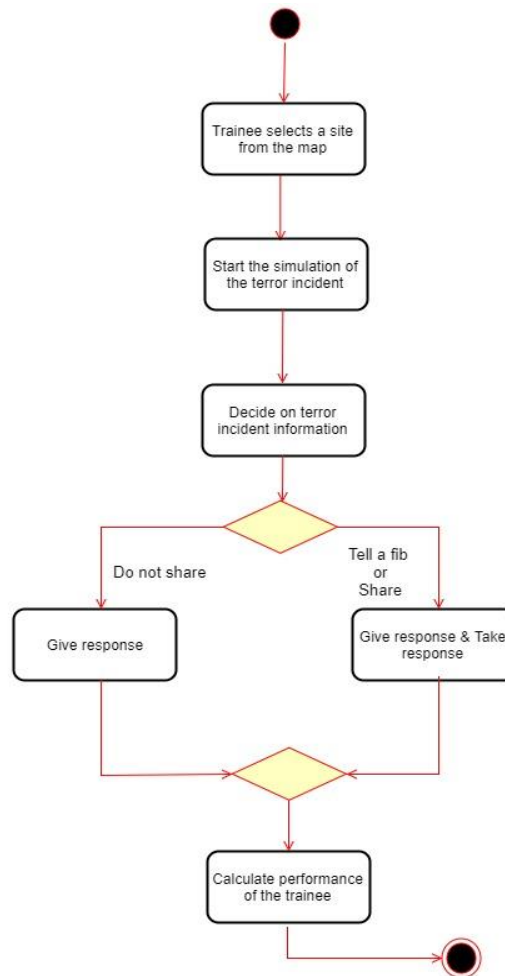 Trainee selects a site
from the map
Start the simulation of
the terror incident
Decide on terror
incident information
Do not share
Tell a fib
or
Share
Give response
Give response & Take
response
Calculate performance
of the trainee